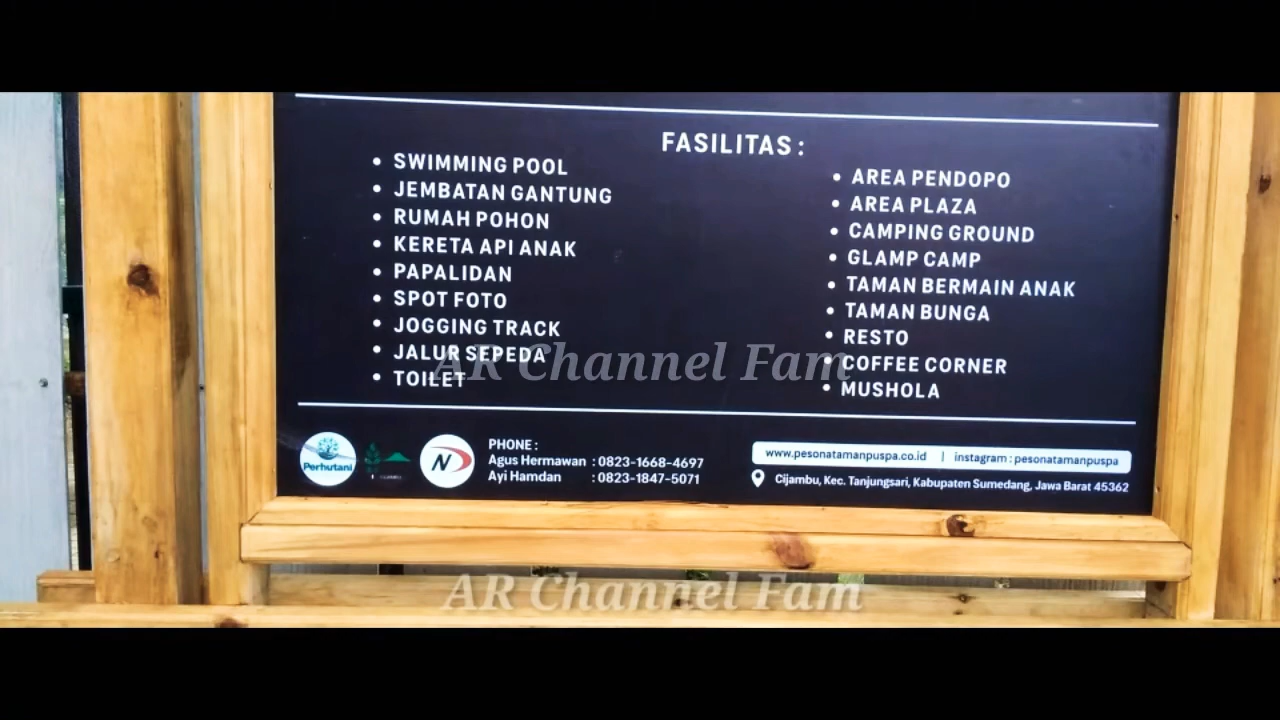 FASILITAS :
• SWIMMING POOL
• JEMBATAN GANTUNG
• RUMAH POHON
• KERETA API ANAK
• PAPALIDAN
• SPOT FOTO
• JOGGING TRACK
• JALUR SEPEDA
• TOILET
• AREA PENDOPO
• AREA PLAZA
• CAMPING GROUND
• GLAMP CAMP
• TAMAN BERMAIN ANAK
• TAMAN BUNGA
• RESTO
• COFFEE CORNER
• MUSHOLA
AR Channel Fam
Perhutani
N
PHONE :
Agus Hermawan : 0823-1668-4697
Ayi Hamdan : 0823-1847-5071
www.pesonatamanpuspa.co.id | instagram : pesonatamanpuspa
Cijambu, Kec. Tanjungsari, Kabupaten Sumedang, Jawa Barat 45362
AR Channel Fam